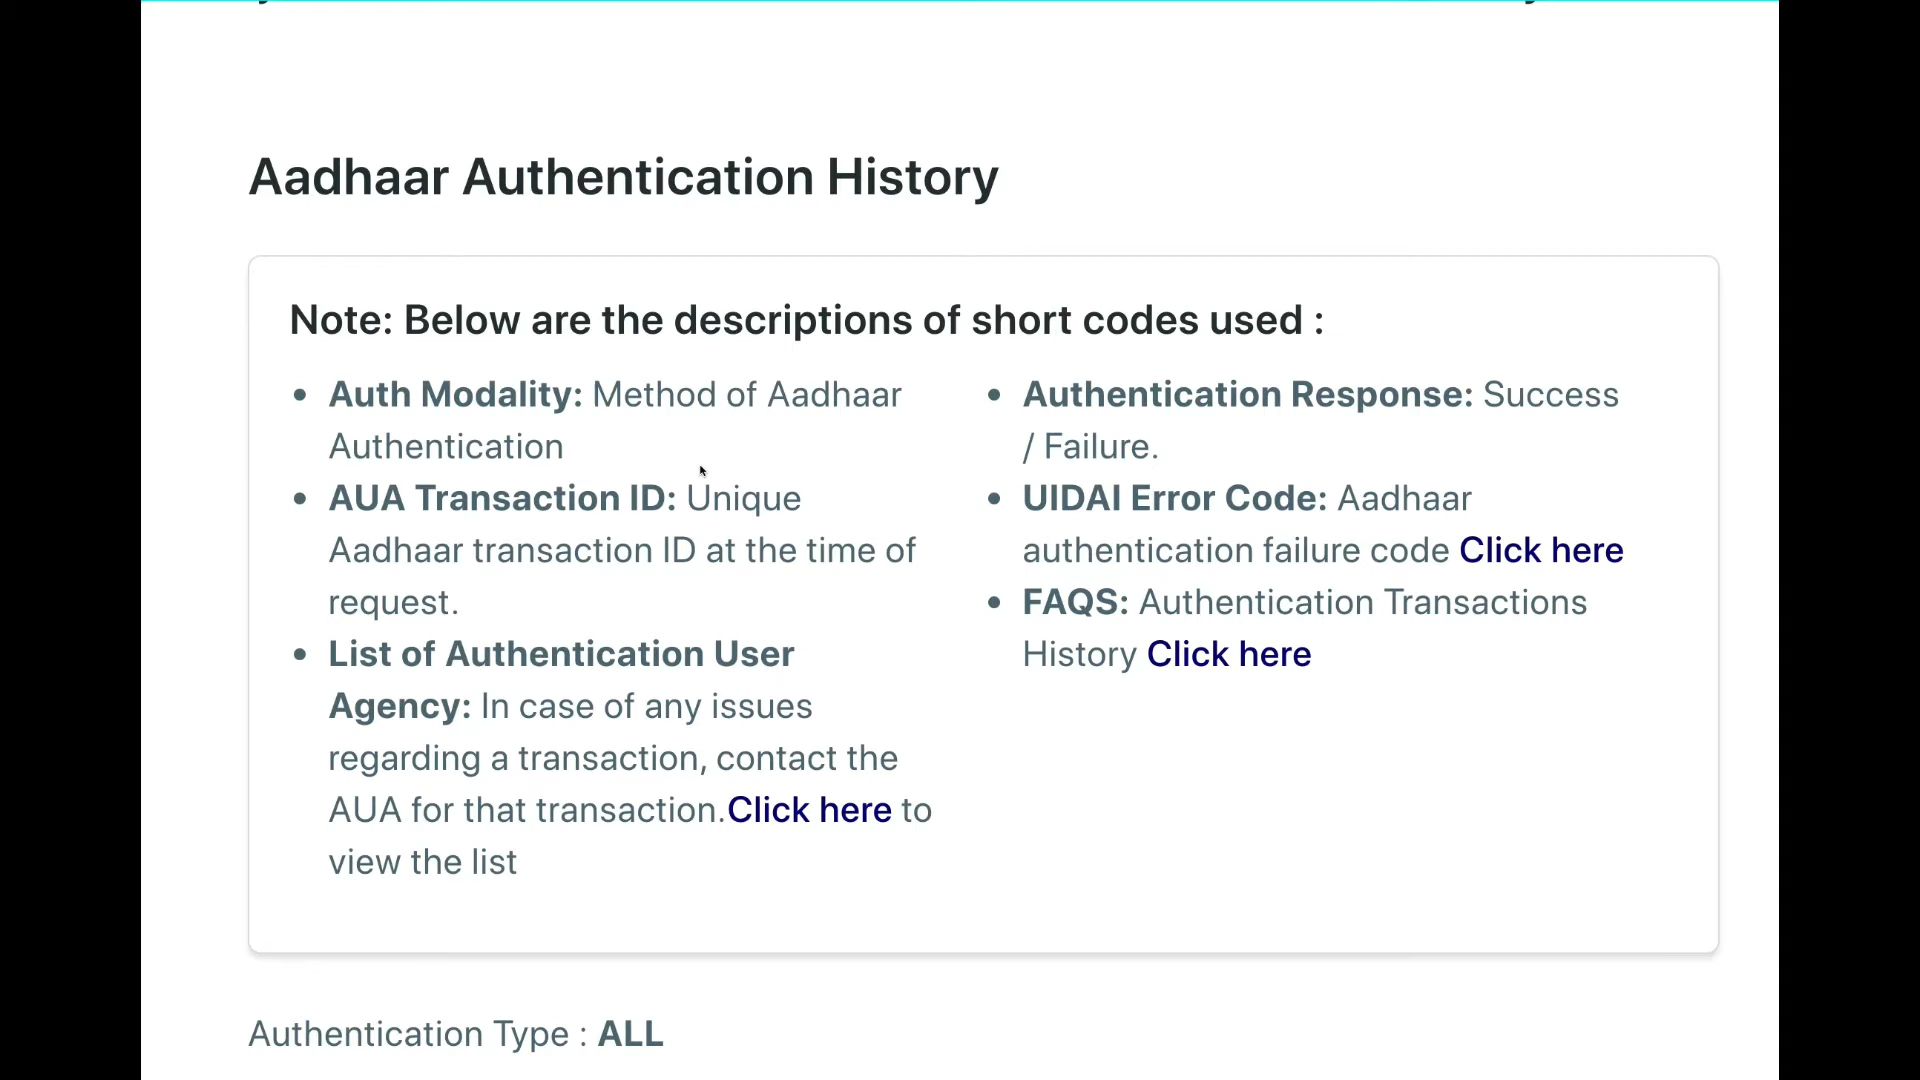 Aadhaar Authentication History
Note: Below are the descriptions of short codes used :
Auth Modality: Method of Aadhaar
Authentication
AUA Transaction ID: Unique
Aadhaar transaction ID at the time of
request.
List of Authentication User
Agency: In case of any issues
regarding a transaction, contact the
AUA for that transaction.Click here to
view the list
Authentication Response: Success
/ Failure.
UIDAI Error Code: Aadhaar
authentication failure code Click here
FAQS: Authentication Transactions
History Click here
Authentication Type : ALL